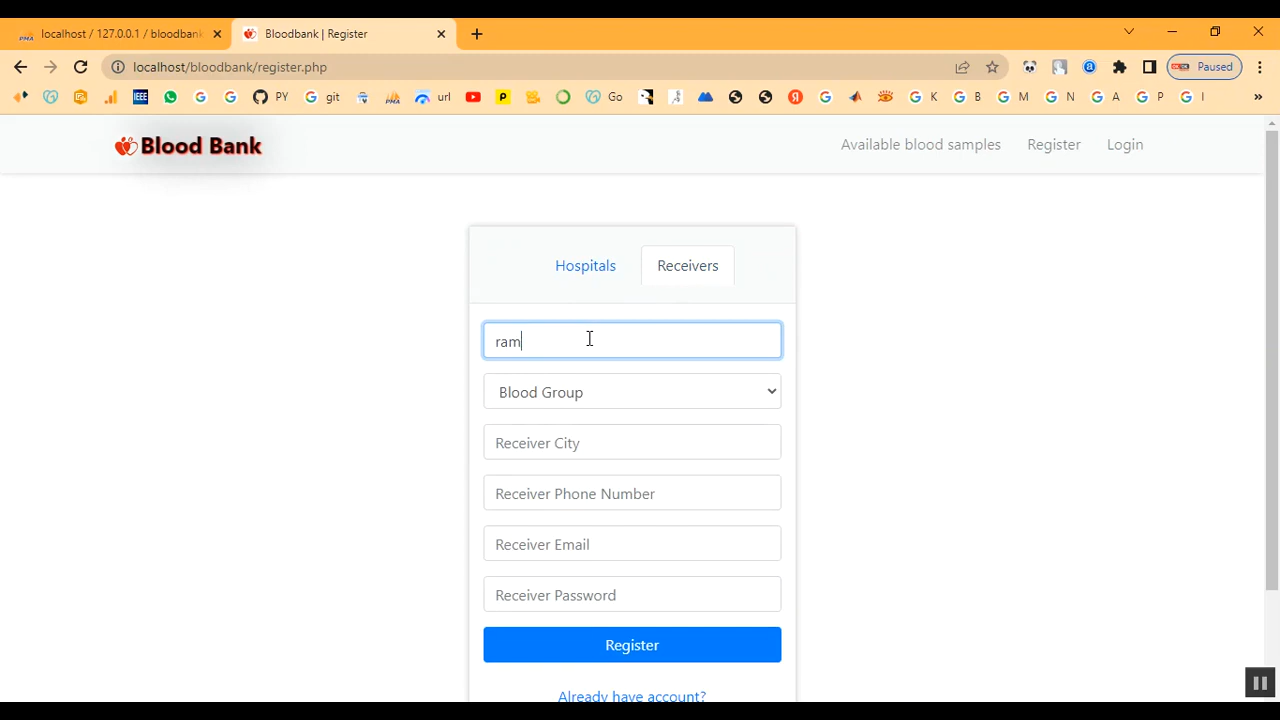 localhost / 127.0.0.1 / bloodbank
Bloodbank | Register
localhost/bloodbank/register.php
Paused
IEEE
PY
git
url
Go
K
B
M
N
A
P
I
Blood Bank
Available blood samples
Register
Login
Hospitals
Receivers
ram
Blood Group
Receiver City
Receiver Phone Number
Receiver Email
Receiver Password
Register
Already have account?